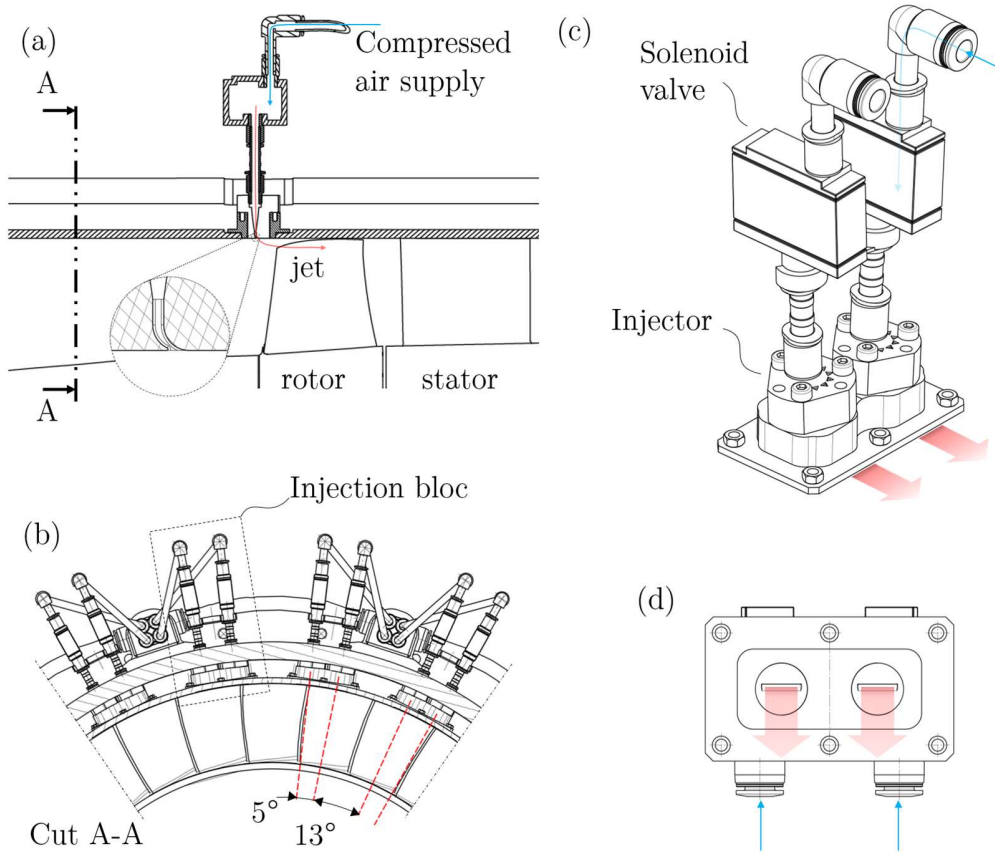 (a)
A
Compressed
air supply
jet
A
rotor
stator
(b)
Injection bloc
5°
13°
Cut A-A
(c)
Solenoid
valve
Injector
(d)